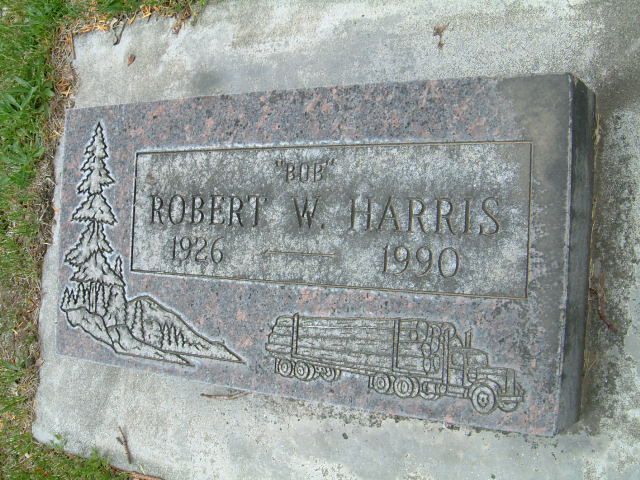 "BOB"
ROBERT W. HARRIS
1926 — 1990